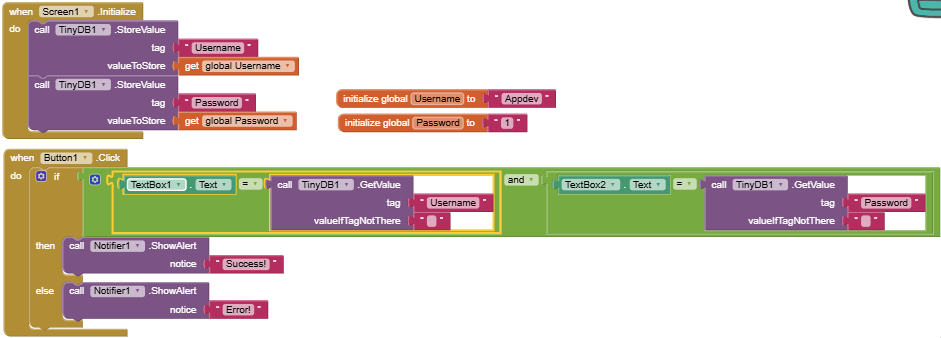 when Screen1 .Initialize
do call TinyDB1 .StoreValue
tag " Username "
valueToStore get global Username
call TinyDB1 .StoreValue
tag " Password "
valueToStore get global Password
initialize global Username to " Appdev "
initialize global Password to " 1 "
when Button1 .Click
do if TextBox1 . Text = call TinyDB1 .GetValue and TextBox2 . Text = call TinyDB1 .GetValue
tag " Username " tag " Password "
valueIfTagNotThere " " valueIfTagNotThere " "
then call Notifier1 .ShowAlert
notice " Success! "
else call Notifier1 .ShowAlert
notice " Error! "